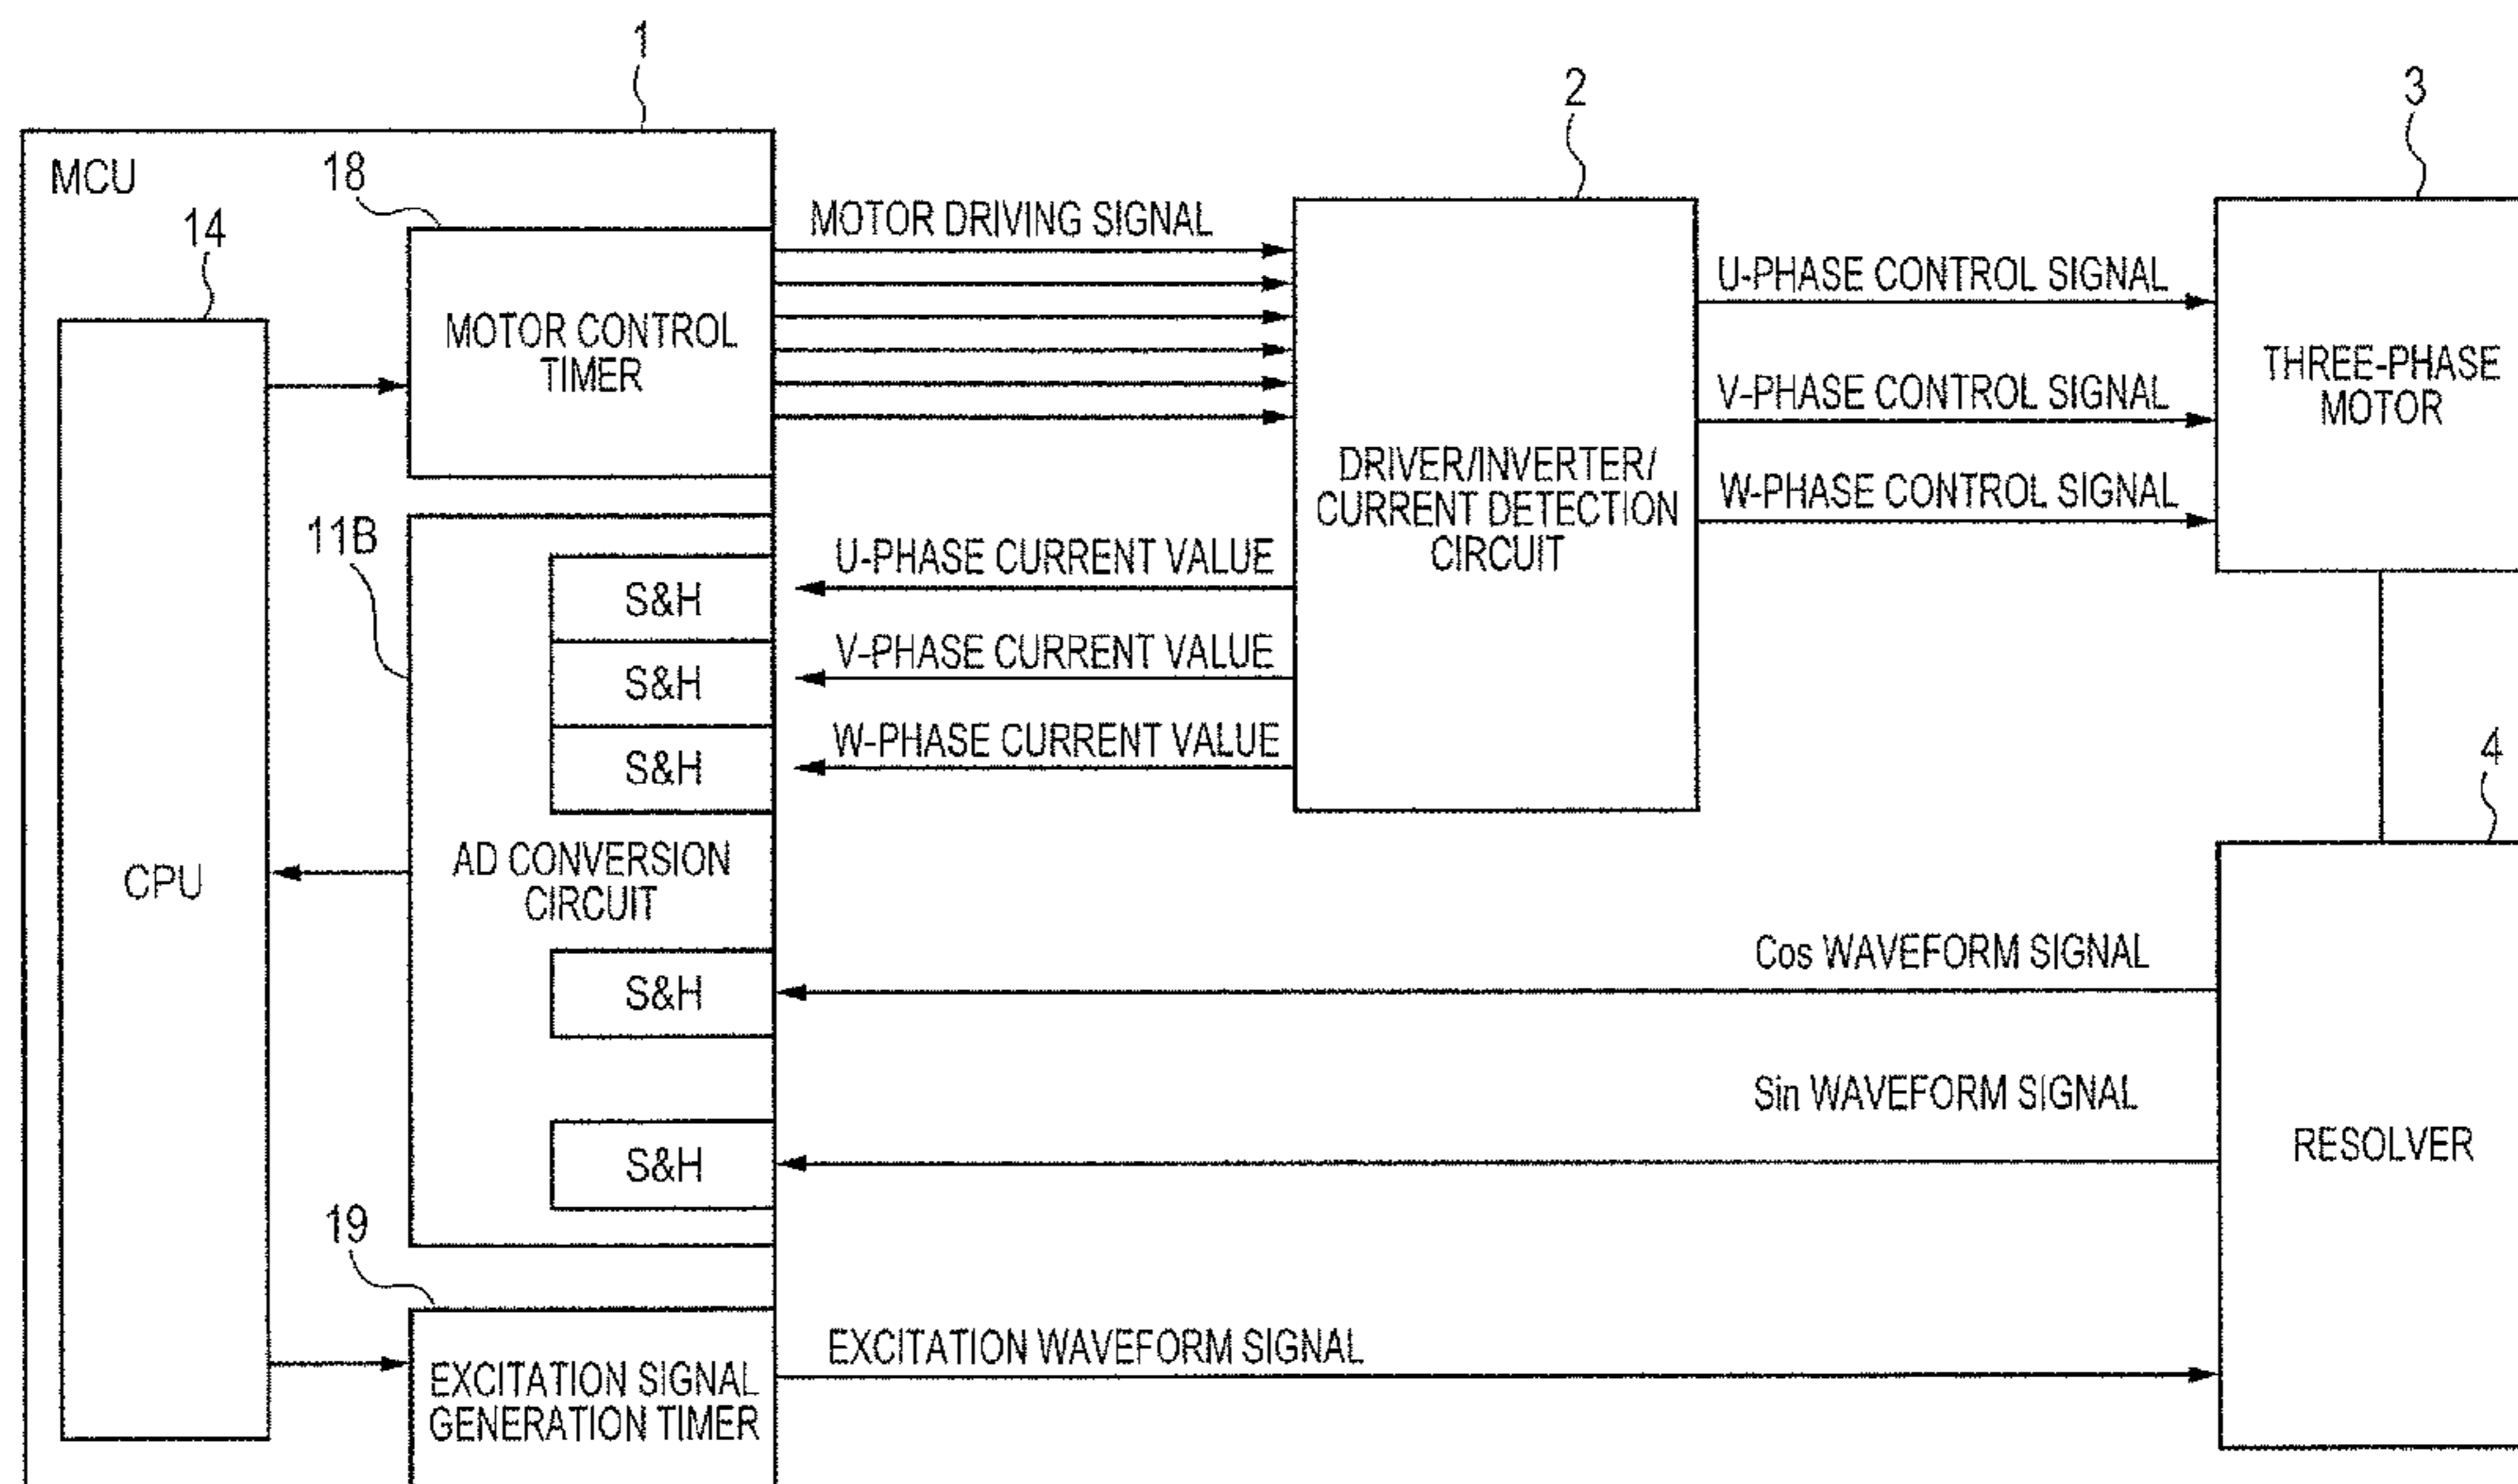 1
2
3
MCU
18
14
MOTOR DRIVING SIGNAL
MOTOR CONTROL
TIMER
U-PHASE CONTROL SIGNAL
V-PHASE CONTROL SIGNAL
W-PHASE CONTROL SIGNAL
THREE-PHASE
MOTOR
DRIVER/INVERTER/
CURRENT DETECTION
CIRCUIT
11B
S&H
S&H
S&H
U-PHASE CURRENT VALUE
V-PHASE CURRENT VALUE
W-PHASE CURRENT VALUE
4
CPU
AD CONVERSION
CIRCUIT
S&H
Cos WAVEFORM SIGNAL
S&H
Sin WAVEFORM SIGNAL
RESOLVER
19
EXCITATION SIGNAL
GENERATION TIMER
EXCITATION WAVEFORM SIGNAL